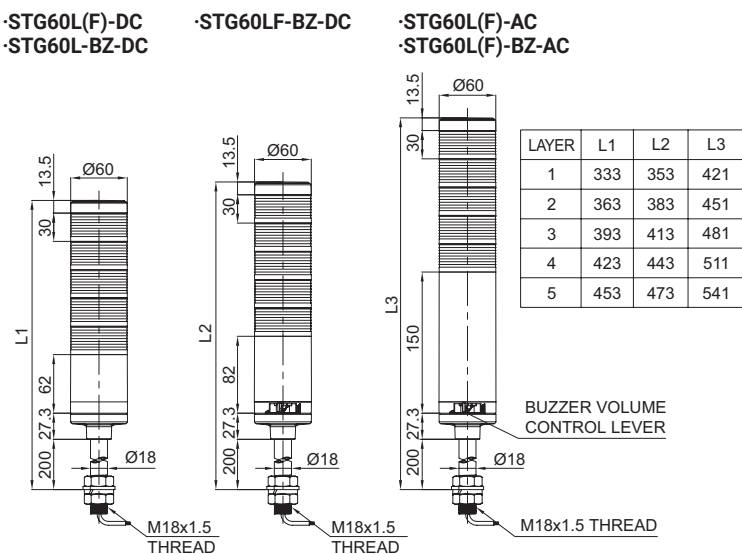 ·STG60L(F)-DC
·STG60L-BZ-DC
·STG60LF-BZ-DC
·STG60L(F)-AC
·STG60L(F)-BZ-AC
13.5
Ø60
30
L1
62
27.3
200
Ø18
M18x1.5
THREAD
13.5
Ø60
30
L2
82
27.3
200
Ø18
M18x1.5
THREAD
13.5
Ø60
30
L3
150
27.3
200
Ø18
M18x1.5 THREAD
BUZZER VOLUME
CONTROL LEVER
LAYER L1 L2 L3
1 333 353 421
2 363 383 451
3 393 413 481
4 423 443 511
5 453 473 541